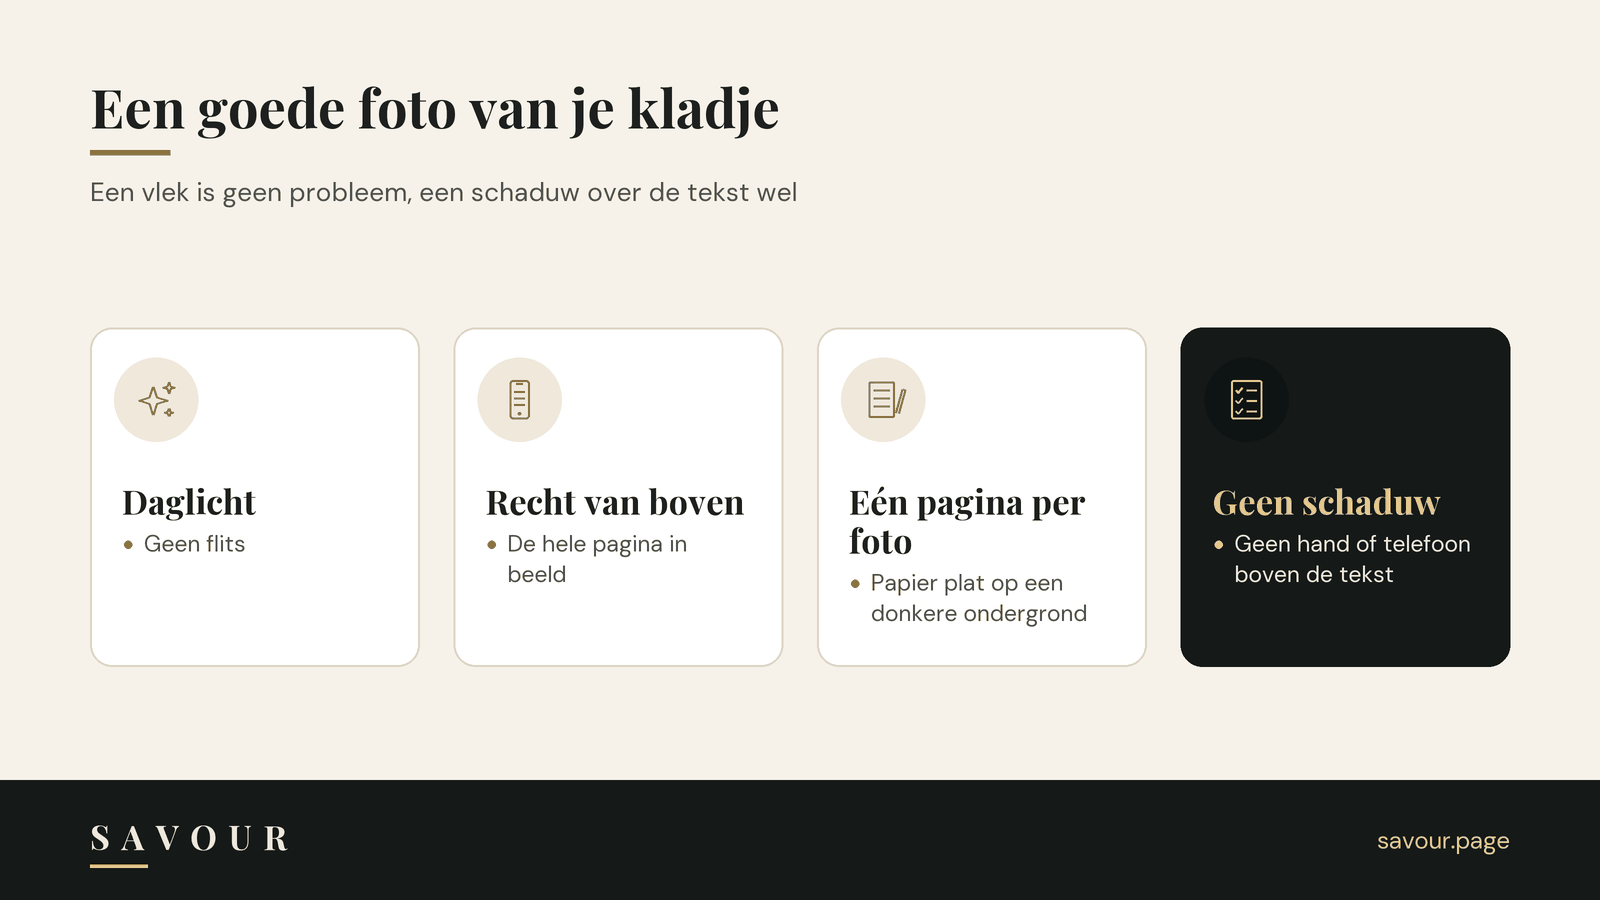 Een goede foto van je kladje
Een vlek is geen probleem, een schaduw over de tekst wel
Daglicht
• Geen flits
Recht van boven
• De hele pagina in
beeld
Eén pagina per
foto
• Papier plat op een
donkere ondergrond
Geen schaduw
• Geen hand of telefoon
boven de tekst
SAVOUR
savour.page